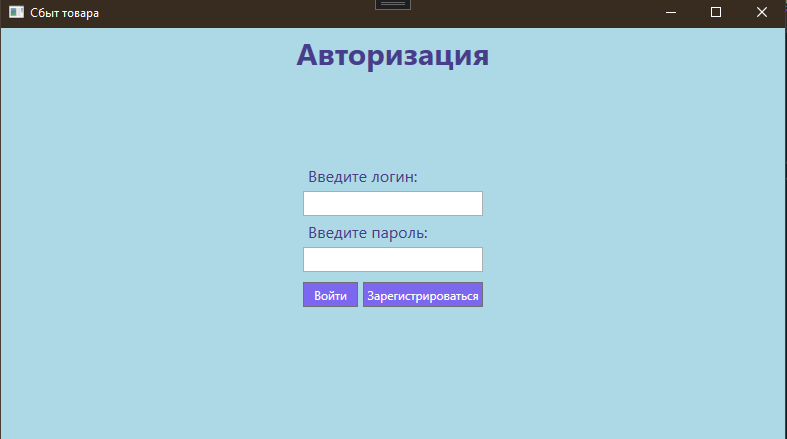 Сбыт товара
Авторизация
Введите логин:
Введите пароль:
Войти Зарегистрироваться